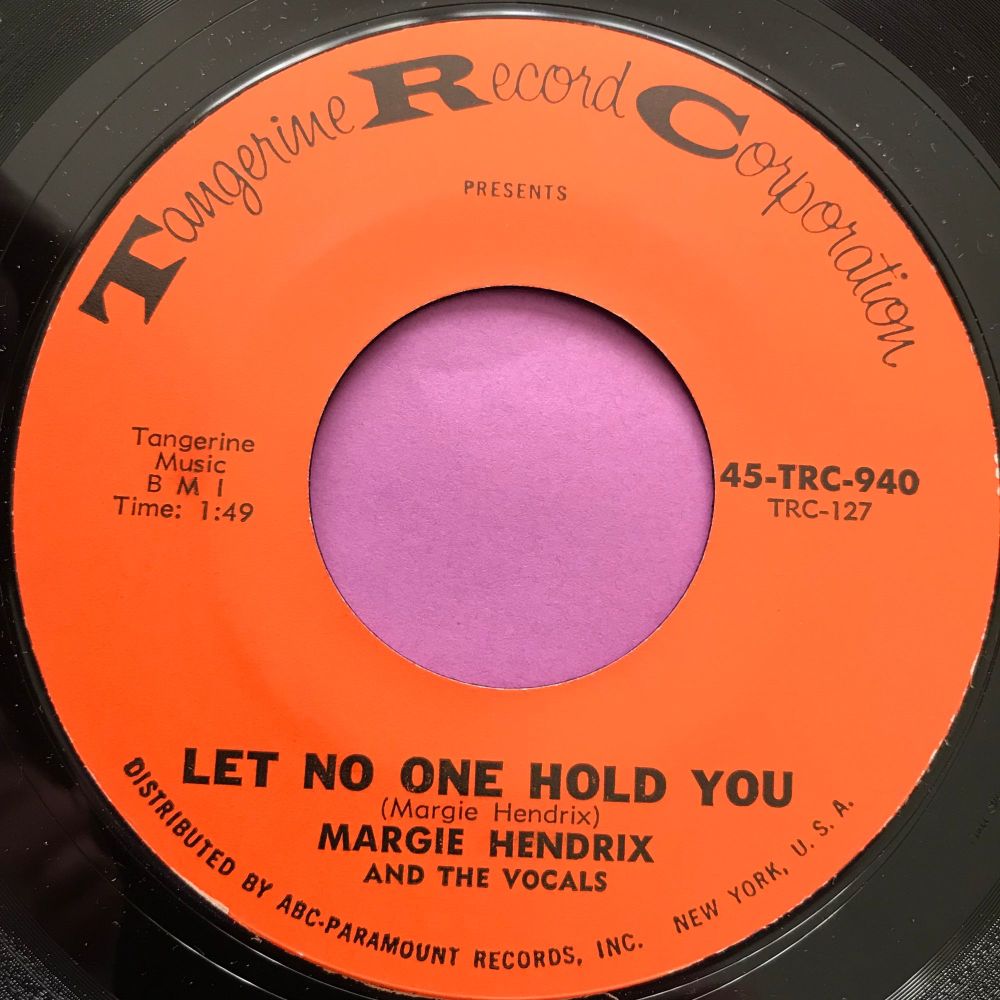 Tangerine Record Corporation
PRESENTS
Tangerine
Music
B M I
Time: 1:49
45-TRC-940
TRC-127
LET NO ONE HOLD YOU
(Margie Hendrix)
MARGIE HENDRIX
AND THE VOCALS
DISTRIBUTED BY ABC-PARAMOUNT RECORDS, INC. NEW YORK, U. S. A.